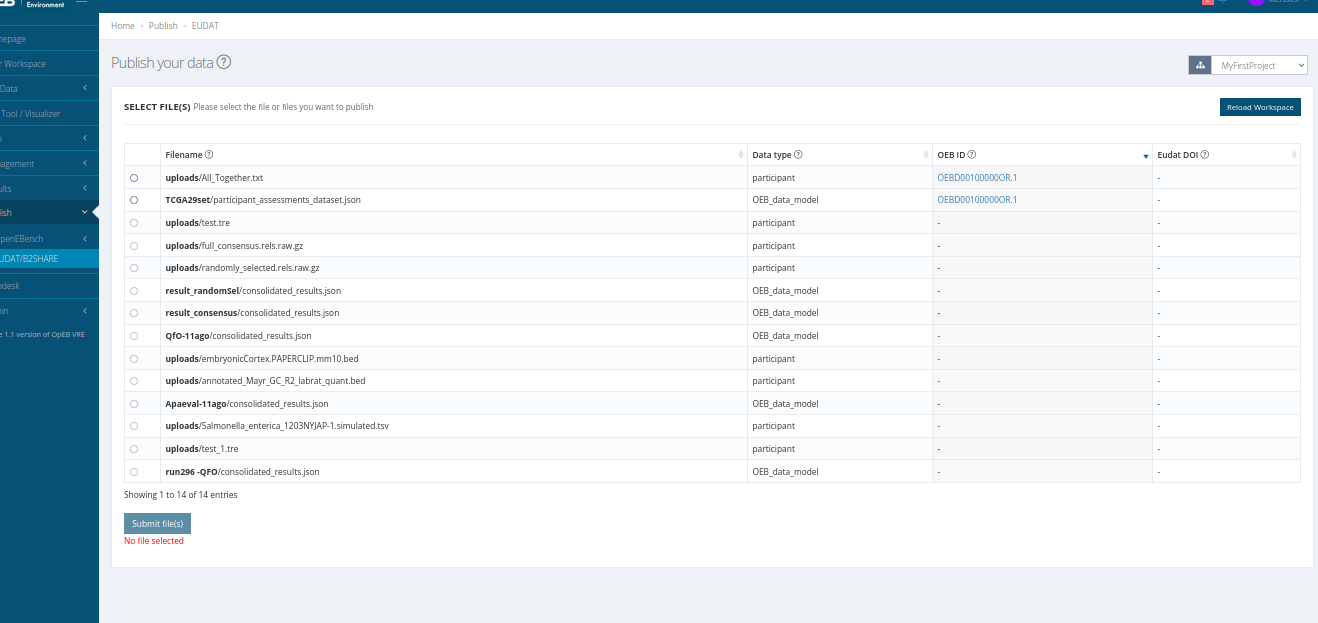 Environment
Home - Publish - EUDAT
Publish your data
MyFirstProject
SELECT FILE(S) Please select the file or files you want to publish
Reload Workspace
Filename Data type OEB ID Eudat DOI
uploads/All_Together.txt participant OEBD00100000OR.1 -
TCGA29set/participant_assessments_dataset.json OEB_data_model OEBD00100000OR.1 -
uploads/test.tre participant - -
uploads/full_consensus.rels.raw.gz participant - -
uploads/randomly_selected.rels.raw.gz participant - -
result_randomSel/consolidated_results.json OEB_data_model - -
result_consensus/consolidated_results.json OEB_data_model - -
QfO-11ago/consolidated_results.json OEB_data_model - -
uploads/embryonicCortex.PAPERCLIP.mm10.bed participant - -
uploads/annotated_Mayr_GC_R2_labrat_quant.bed participant - -
Apaeval-11ago/consolidated_results.json OEB_data_model - -
uploads/Salmonella_enterica_1203NYJAP-1.simulated.tsv participant - -
uploads/test_1.tre participant - -
run296 -QFO/consolidated_results.json OEB_data_model - -
Showing 1 to 14 of 14 entries
Submit file(s)
No file selected
mepage
r Workspace
Data
Tool / Visualizer
agement
ults
lish
penEBench
UDAT/B2SHARE
pdesk
min
e 1.1 version of OpEB VRE